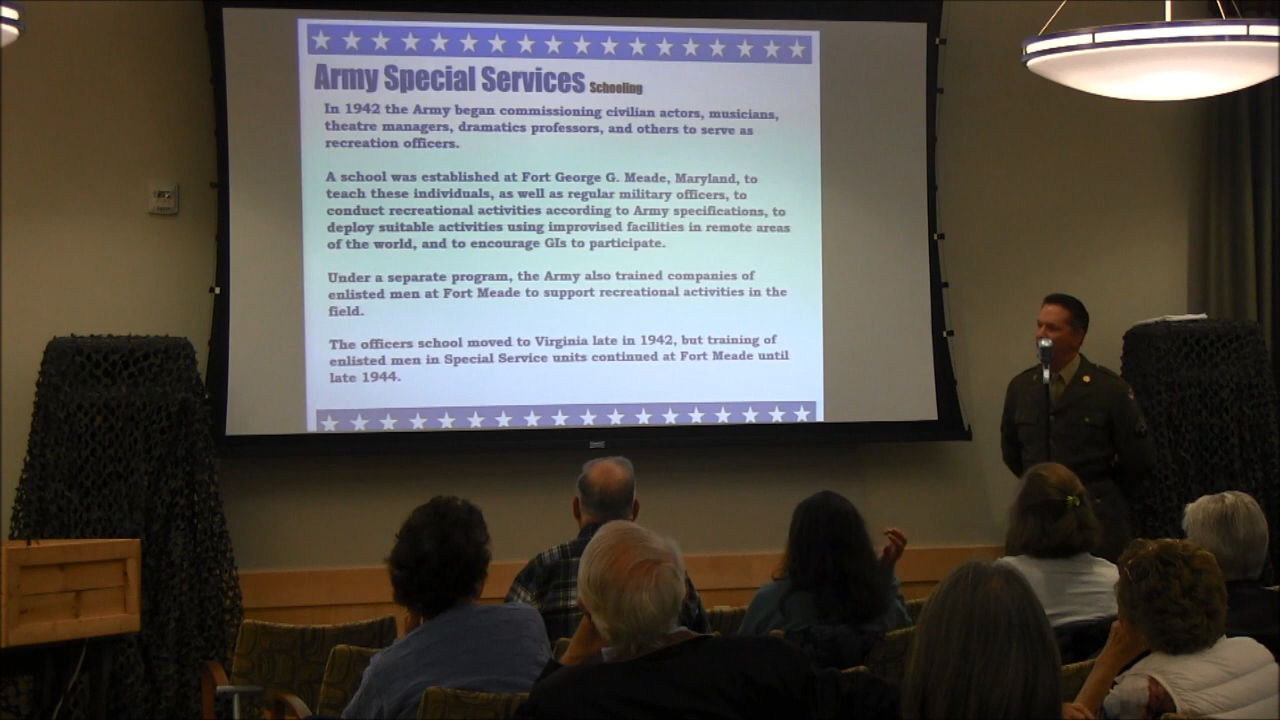 Army Special Services Schooling
In 1942 the Army began commissioning civilian actors, musicians,
theatre managers, dramatics professors, and others to serve as
recreation officers.
A school was established at Fort George G. Meade, Maryland, to
teach these individuals, as well as regular military officers, to
conduct recreational activities according to Army specifications, to
deploy suitable activities using improvised facilities in remote areas
of the world, and to encourage GIs to participate.
Under a separate program, the Army also trained companies of
enlisted men at Fort Meade to support recreational activities in the
field.
The officers school moved to Virginia late in 1942, but training of
enlisted men in Special Service units continued at Fort Meade until
late 1944.